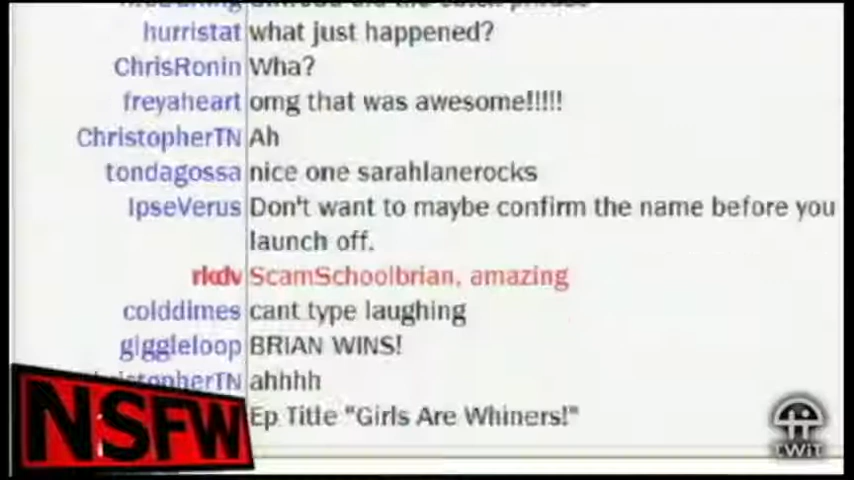 hurristat what just happened?
ChrisRonin Wha?
freyaheart omg that was awesome!!!!!
ChristopherTN Ah
tondagossa nice one sarahlanerocks
IpseVerus Don't want to maybe confirm the name before you
launch off.
rkdv ScamSchoolbrian, amazing
colddimes cant type laughing
giggleloop BRIAN WINS!
ristopherTN ahhhh
Ep Title "Girls Are Whiners!"
NSFW
TWiT